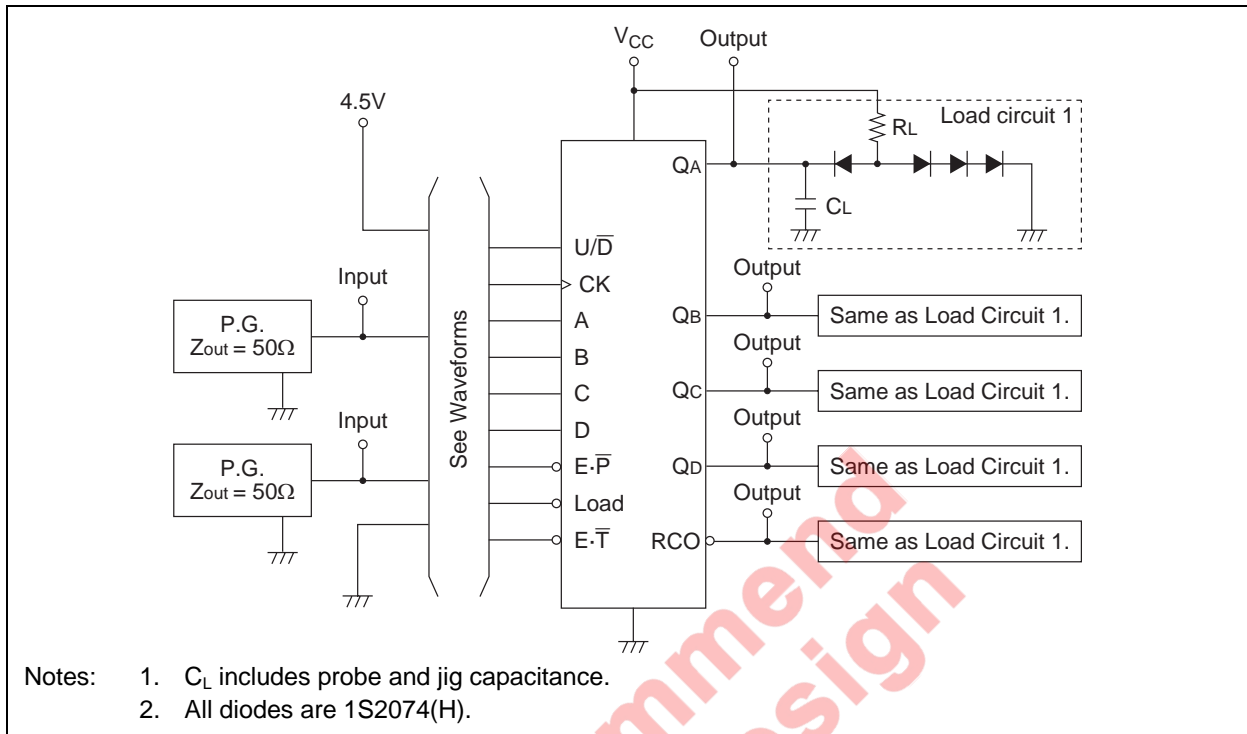 VCC
Output
4.5V
Load circuit 1
RL
QA
CL
U/D̅
Input
CK
Output
P.G.
Zout = 50Ω
A
QB
Same as Load Circuit 1.
See Waveforms
B
Output
C
QC
Same as Load Circuit 1.
Input
D
Output
P.G.
Zout = 50Ω
E·P̅
QD
Same as Load Circuit 1.
Load
Output
E·T̅
RCO
Same as Load Circuit 1.
Notes: 1. CL includes probe and jig capacitance.
2. All diodes are 1S2074(H).